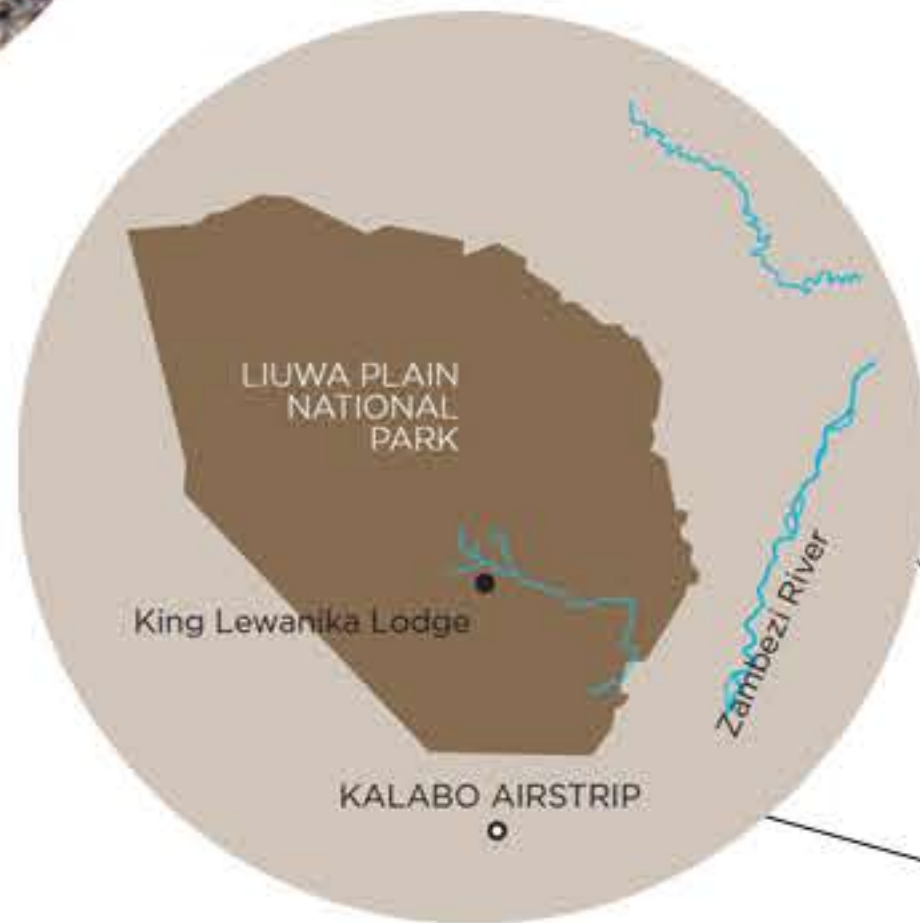 LIUWA PLAIN
NATIONAL
PARK
King Lewanika Lodge
Zambezi River
KALABO AIRSTRIP